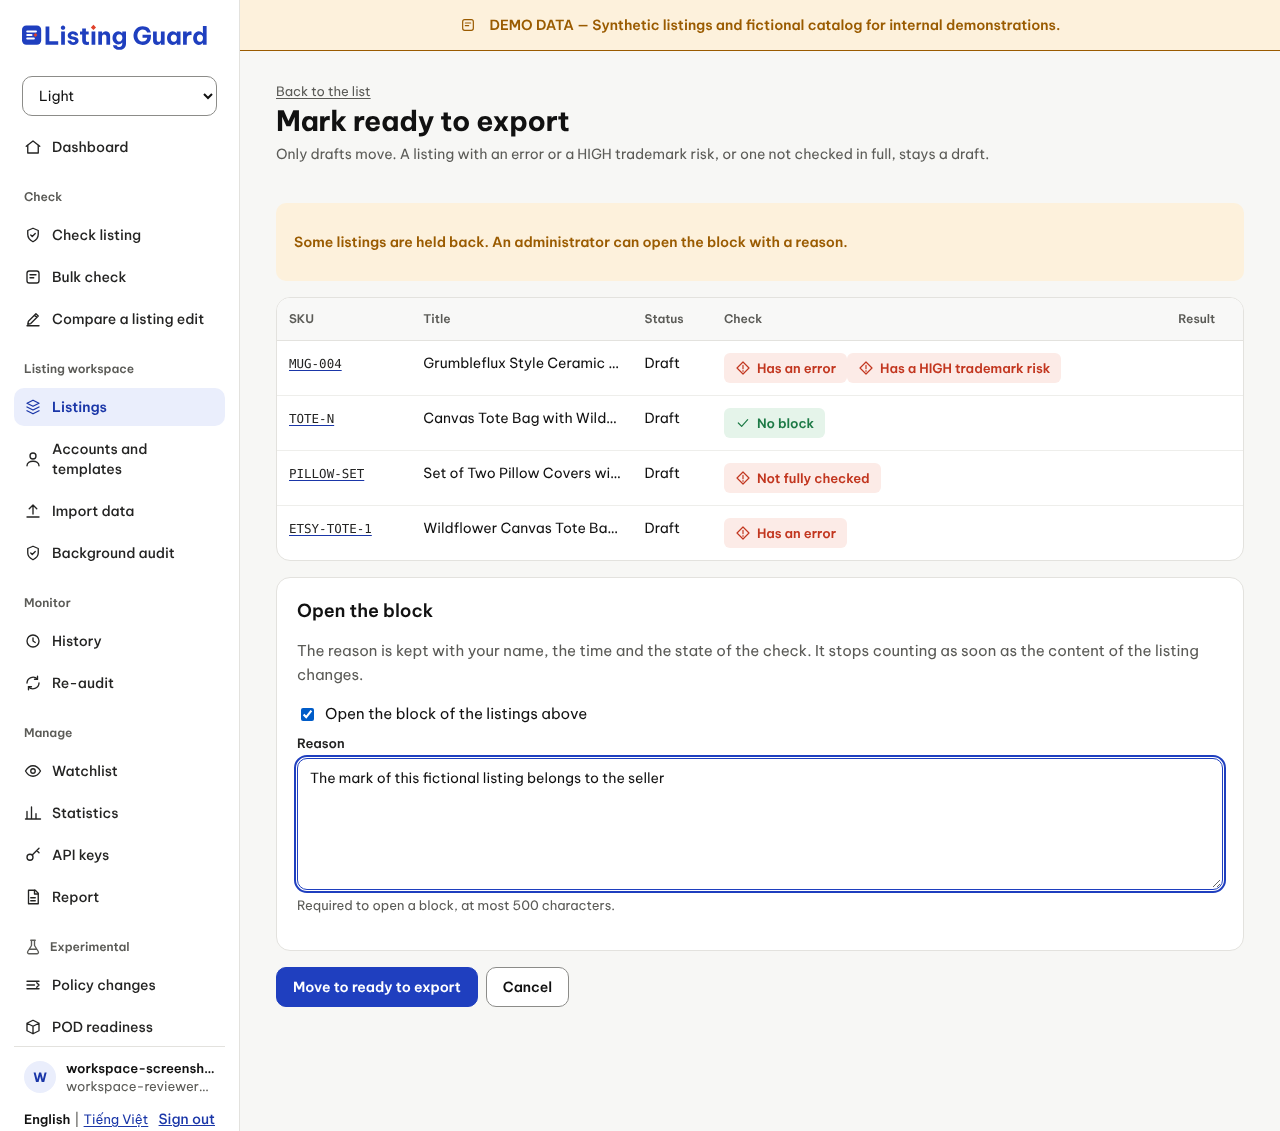 Listing Guard
Light
Dashboard
Check
Check listing
Bulk check
Compare a listing edit
Listing workspace
Listings
Accounts and
templates
Import data
Background audit
Monitor
History
Re-audit
Manage
Watchlist
Statistics
API keys
Report
Experimental
Policy changes
POD readiness
W
workspace-screensh...
workspace-reviewer...
English | Tiếng Việt Sign out
DEMO DATA — Synthetic listings and fictional catalog for internal demonstrations.
Back to the list
Mark ready to export
Only drafts move. A listing with an error or a HIGH trademark risk, or one not checked in full, stays a draft.
Some listings are held back. An administrator can open the block with a reason.
SKU Title Status Check Result
MUG-004 Grumbleflux Style Ceramic ... Draft Has an error Has a HIGH trademark risk
TOTE-N Canvas Tote Bag with Wild... Draft No block
PILLOW-SET Set of Two Pillow Covers wi... Draft Not fully checked
ETSY-TOTE-1 Wildflower Canvas Tote Ba... Draft Has an error
Open the block
The reason is kept with your name, the time and the state of the check. It stops counting as soon as the content of the listing
changes.
Open the block of the listings above
Reason
The mark of this fictional listing belongs to the seller
Required to open a block, at most 500 characters.
Move to ready to export Cancel